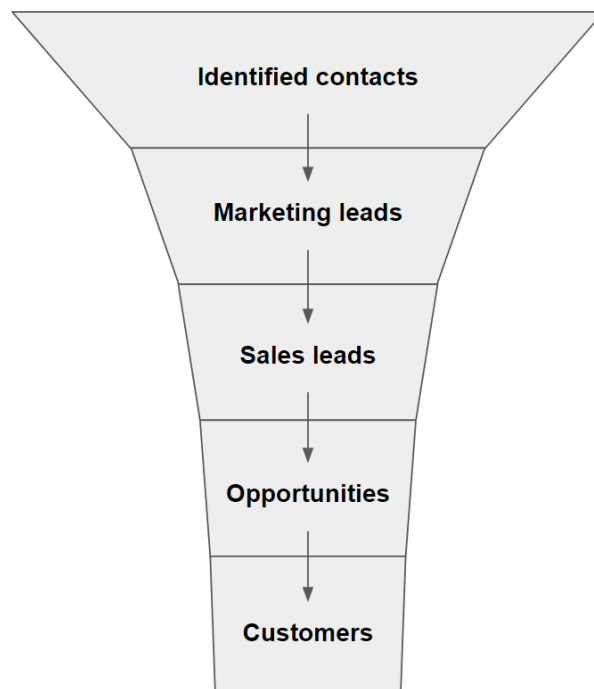 Identified contacts
Marketing leads
Sales leads
Opportunities
Customers